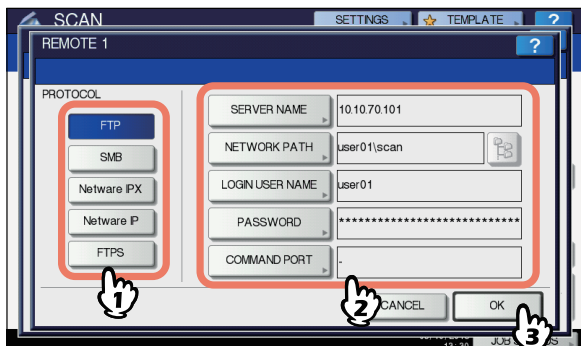 SCAN SETTINGS TEMPLATE ?
REMOTE 1 ?
PROTOCOL
FTP
SMB
Netware IPX
Netware IP
FTPS
1
SERVER NAME 10.10.70.101
NETWORK PATH user01\scan
LOGIN USER NAME user01
PASSWORD ****************************
COMMAND PORT -
2
CANCEL OK
3
JOB